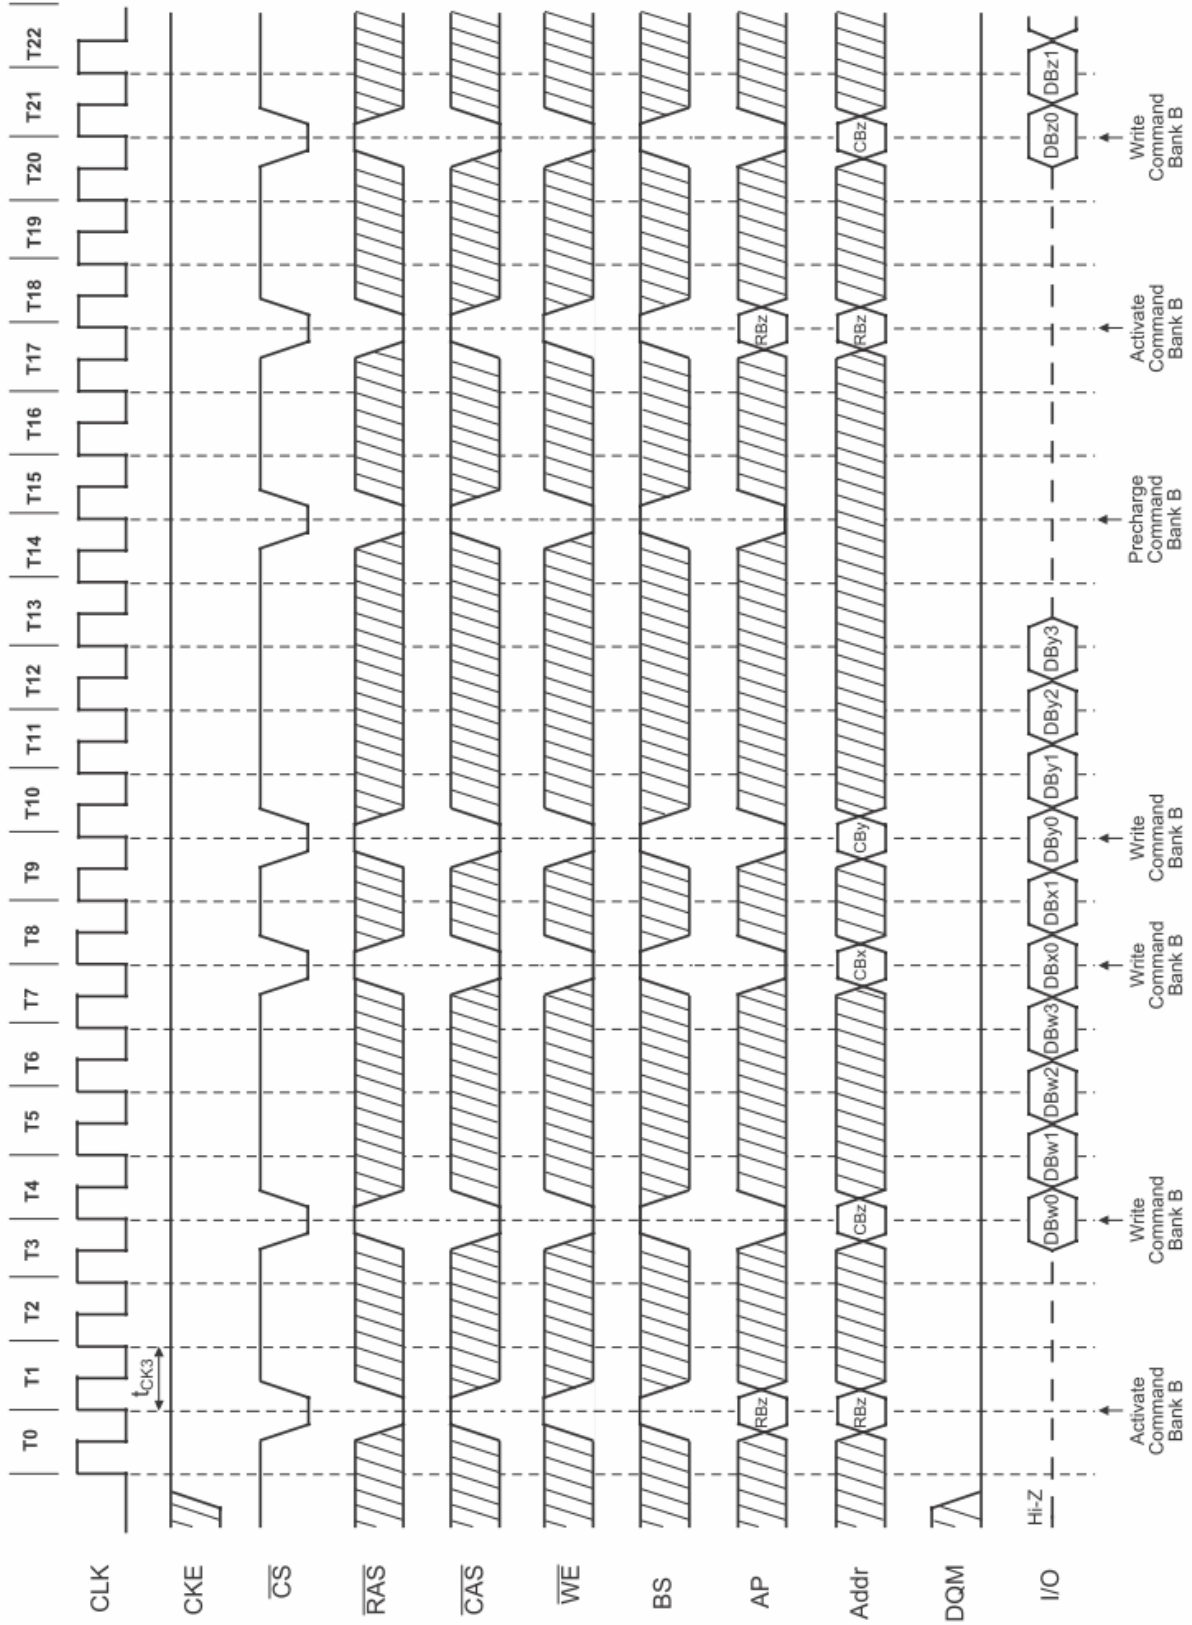 T0 T1 T2 T3 T4 T5 T6 T7 T8 T9 T10 T11 T12 T13 T14 T15 T16 T17 T18 T19 T20 T21 T22
CLK
tCK3
CKE
CS
RAS
CAS
WE
BS
AP RBz RBz
Addr RBz CBz CBx CBy RBz CBz
DQM
I/O Hi-Z DBw0 DBw1 DBw2 DBw3 DBx0 DBx1 DBy0 DBy1 DBy2 DBy3 DBz0 DBz1
Activate
Command
Bank B
Write
Command
Bank B
Write
Command
Bank B
Write
Command
Bank B
Precharge
Command
Bank B
Activate
Command
Bank B
Write
Command
Bank B